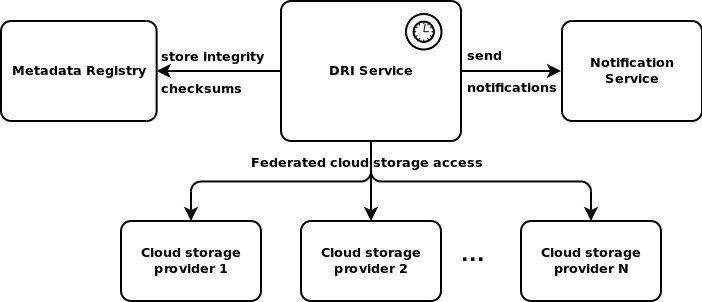 store integrity
checksums
Metadata Registry
DRI Service
send
notifications
Notification
Service
Federated cloud storage access
Cloud storage
provider 1
Cloud storage
provider 2
...
Cloud storage
provider N